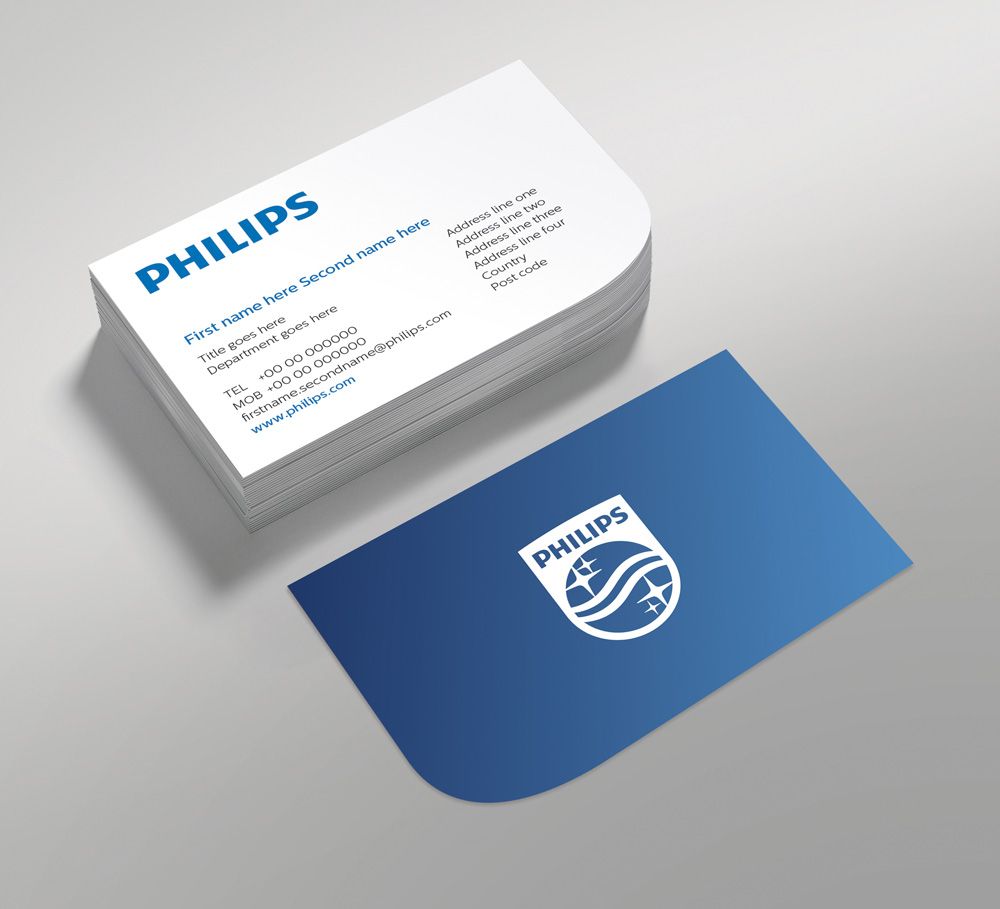 PHILIPS
First name here Second name here
Title goes here
Department goes here
TEL +00 00 000000
MOB +00 00 000000
firstname.secondname@philips.com
www.philips.com
Address line one
Address line two
Address line three
Address line four
Country
Post code
PHILIPS